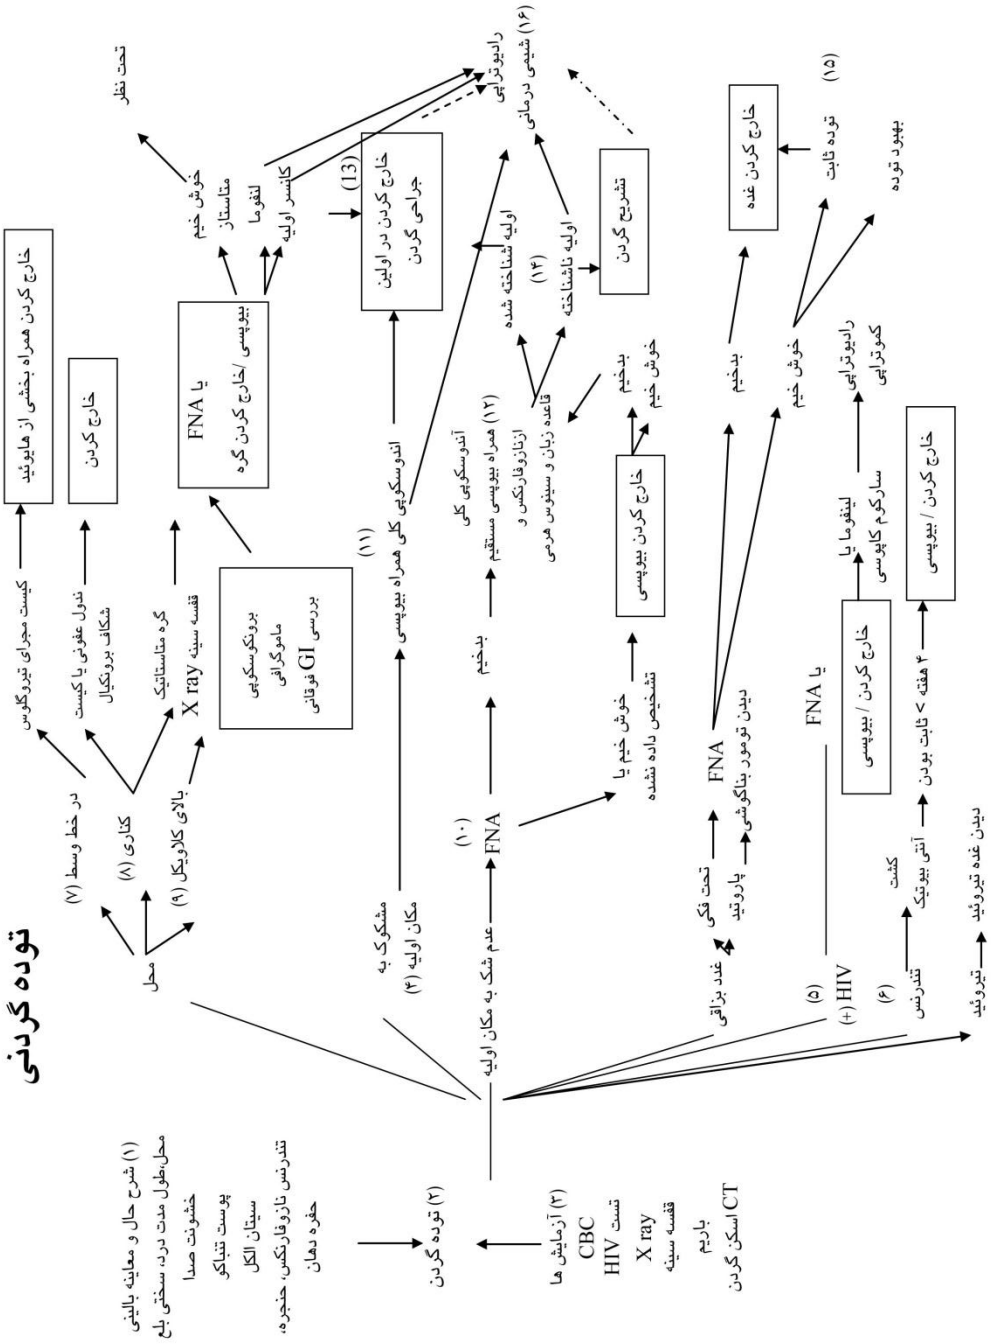 توده گردنی
(۱) شرح حال و معاینه بالینی
محل،طول مدت درد، سختی بلع
خشونت صدا
پوست تنباکو
سیتان الکل
تندرنس نازوفارنکس، حنجره،
حفره دهان
(۲) توده گردن
(۳) آزمایش ها
CBC
تست HIV
X ray
قفسه سینه
باریم
CTاسکن گردن
محل
در خط وسط (۷)
کیست مجرای تیروگلوس
خارج کردن همراه بخشی از هایوئید
کناری (۸)
ندول عفونی یا کیست
شکاف برونکیال
خارج کردن
گره متاستاتیک
بالای کلاویکل (۹)
X ray قفسه سینه
برونکوسکوپی
ماموگرافی
بررسی GI فوقانی
یا FNA
بیوپسی /خارج کردن گره
خوش خیم
متاستاز
لنفوما
کانسر اولیه
تحت نظر
مشکوک به
مکان اولیه (۴)
(۱۱)
اندوسکوپی کلی همراه بیوپسی
(13)
خارج کردن در اولین
جراحی گردن
رادیوتراپی
شیمی درمانی (۱۶)
عدم شک به مکان اولیه
(۱۰)
FNA
بدخیم
آندوسکوپی کلی
همراه بیوپسی مستقیم (۱۲)
ازنازوفارنکس و
قاعده زبان و سینوس هرمی
اولیه شناخته شده
(۱۴)
اولیه ناشناخته
تشریح گردن
خوش خیم یا
تشخیص داده نشده
خارج کردن بیوپسی
بدخیم
خوش خیم
غدد بزاقی
تحت فکی
FNA
پاروتید
دیدن تومور بناگوشی
بدخیم
خارج کردن غده
خوش خیم
توده ثابت
(۱۵)
بهبود توده
(۵)
(+) HIV
یا FNA
خارج کردن / بیوپسی
لینفوما یا
سارکوم کاپوسی
رادیوتراپی
کموتراپی
(۶)
تندرنس
کشت
آنتی بیوتیک
۴ هفته > ثابت بودن
خارج کردن / بیوپسی
تیروئید
دیدن غده تیروئید